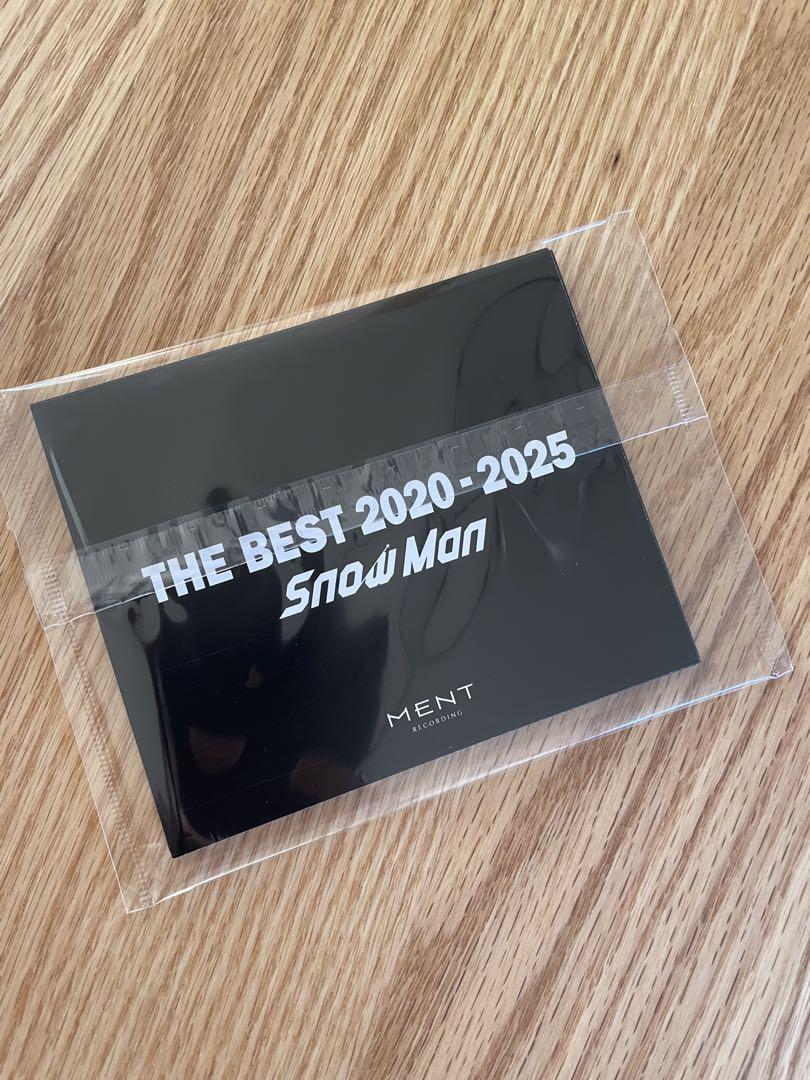 THE BEST 2020-2025
Snow Man
MENT
RECORDING